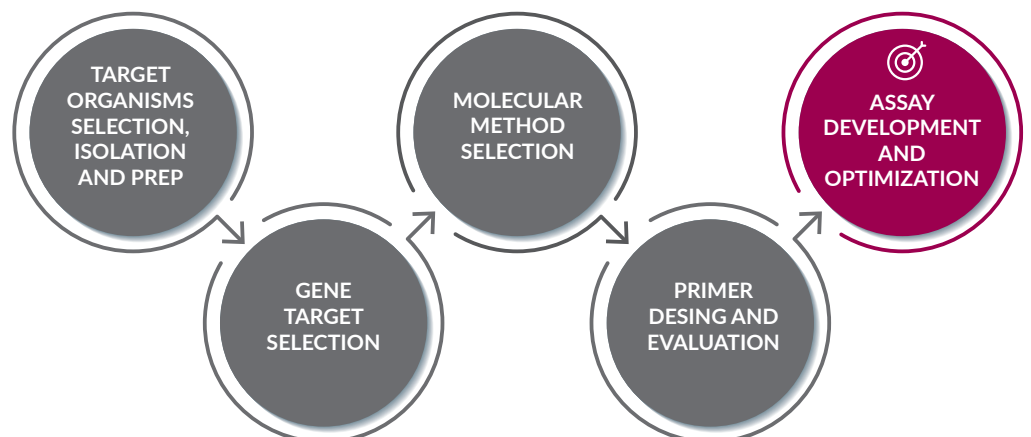 TARGET
ORGANISMS
SELECTION,
ISOLATION
AND PREP
GENE
TARGET
SELECTION
MOLECULAR
METHOD
SELECTION
PRIMER
DESING AND
EVALUATION
ASSAY
DEVELOPMENT
AND
OPTIMIZATION